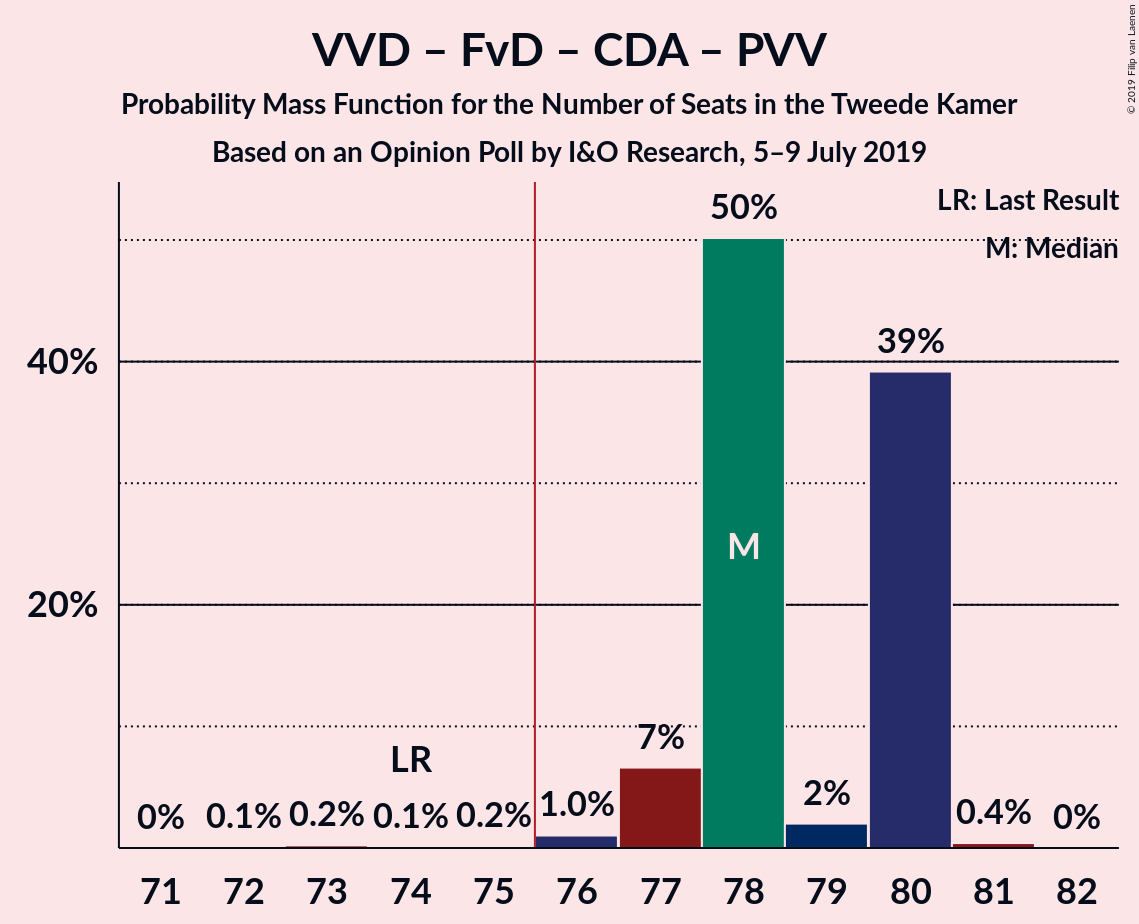 VVD – FvD – CDA – PVV
Probability Mass Function for the Number of Seats in the Tweede Kamer
Based on an Opinion Poll by I&O Research, 5–9 July 2019
© 2019 Filip van Laenen
LR: Last Result
M: Median
50%
39%
40%
M
20%
7%
LR
2%
0% 0.1% 0.2% 0.1% 0.2% 1.0% 0.4% 0%
71 72 73 74 75 76 77 78 79 80 81 82